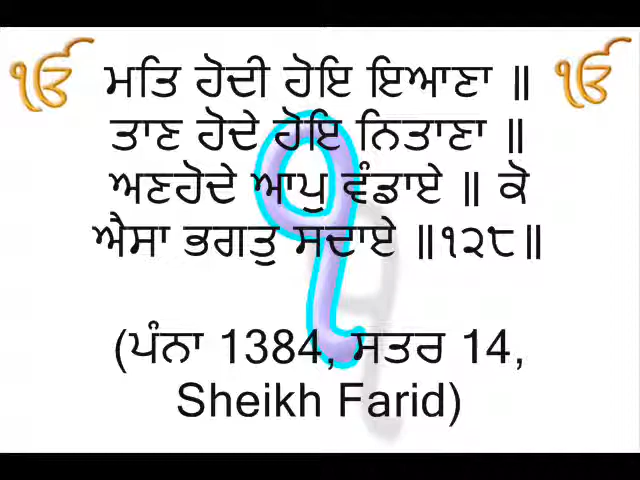 ੴ ਮਤਿ ਹੋਦੀ ਹੋਇ ਇਆਣਾ ॥ ੴ
ਤਾਣ ਹੋਦੇ ਹੋਇ ਨਿਤਾਣਾ ॥
ਅਣਹੋਦੇ ਆਪੁ ਵੰਡਾਏ ॥ ਕੋ
ਐਸਾ ਭਗਤੁ ਸਦਾਏ ॥੧੨੮॥
(ਪੰਨਾ 1384, ਸਤਰ 14,
Sheikh Farid)